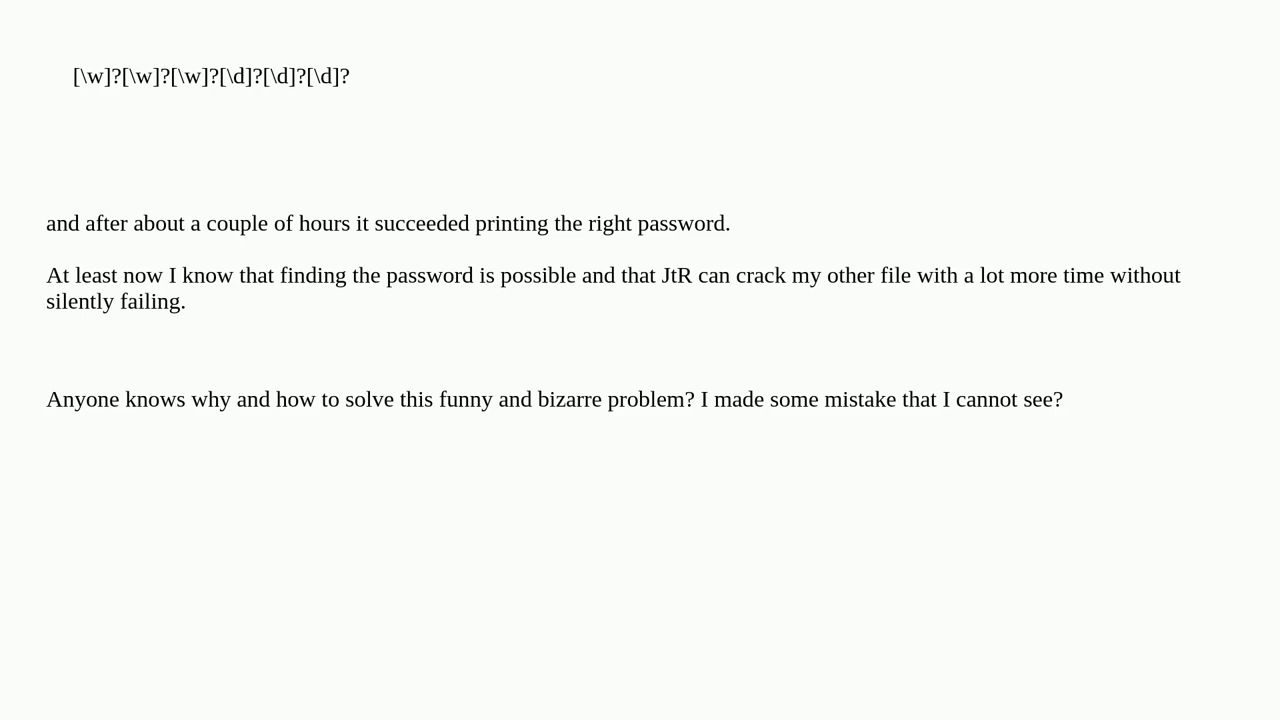 [\w]?[\w]?[\w]?[\d]?[\d]?[\d]?
and after about a couple of hours it succeeded printing the right password.
At least now I know that finding the password is possible and that JtR can crack my other file with a lot more time without
silently failing.
Anyone knows why and how to solve this funny and bizarre problem? I made some mistake that I cannot see?